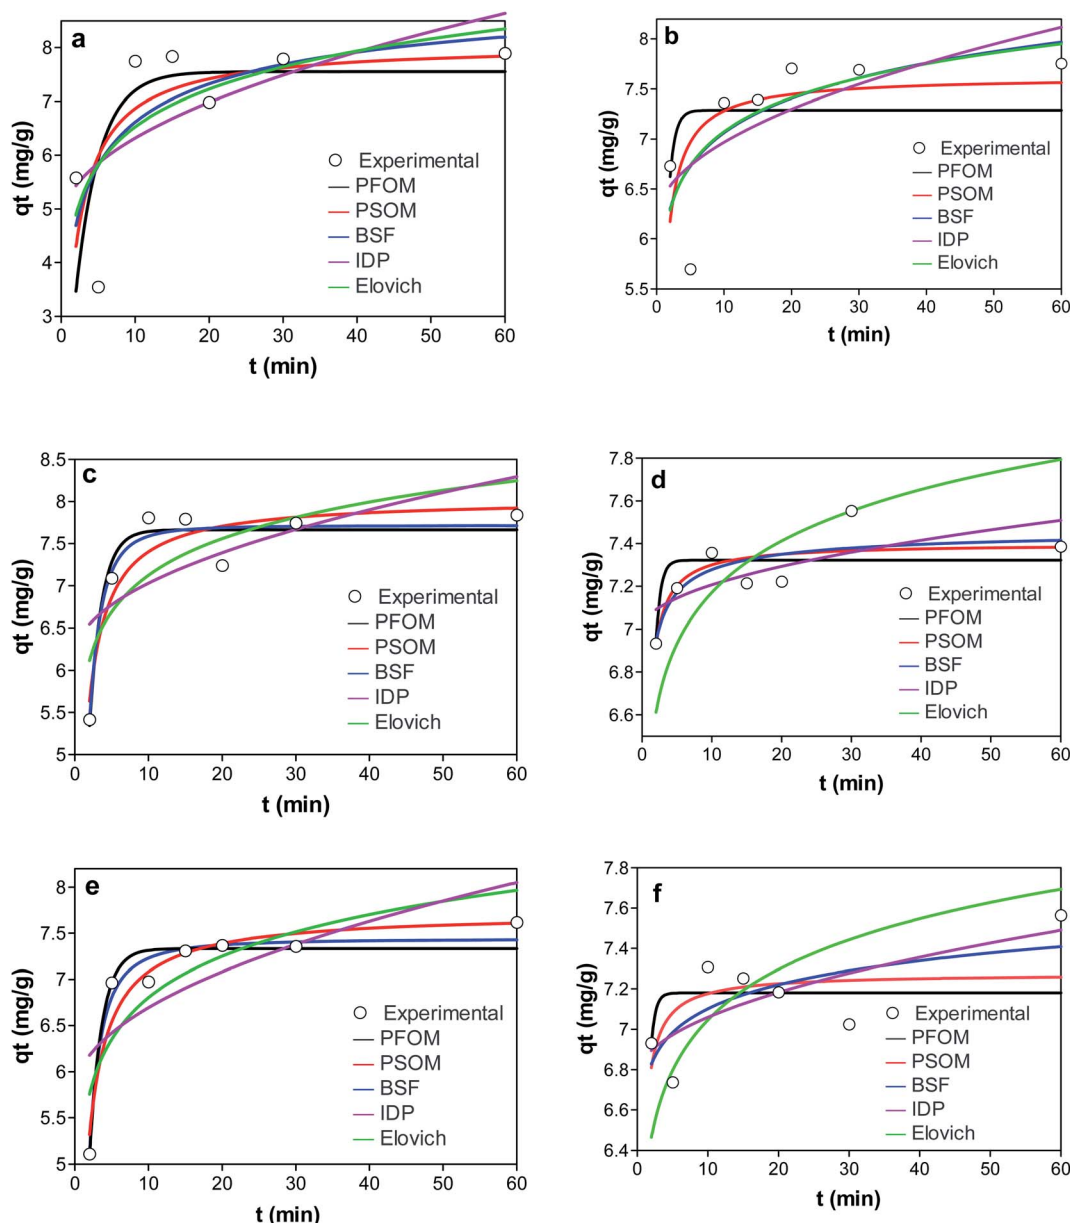 a
8
7
6
5
4
3
qt (mg/g)
Experimental
PFOM
PSOM
BSF
IDP
Elovich
0 10 20 30 40 50 60
t (min)
b
8
7.5
7
6.5
6
5.5
qt (mg/g)
Experimental
PFOM
PSOM
BSF
IDP
Elovich
0 10 20 30 40 50 60
t (min)
c
8.5
8
7.5
7
6.5
6
5.5
5
qt (mg/g)
Experimental
PFOM
PSOM
BSF
IDP
Elovich
0 10 20 30 40 50 60
t (min)
d
7.8
7.6
7.4
7.2
7
6.8
6.6
qt (mg/g)
Experimental
PFOM
PSOM
BSF
IDP
Elovich
0 10 20 30 40 50 60
t (min)
e
8
7.5
7
6.5
6
5.5
5
qt (mg/g)
Experimental
PFOM
PSOM
BSF
IDP
Elovich
0 10 20 30 40 50 60
t (min)
f
7.8
7.6
7.4
7.2
7
6.8
6.6
6.4
qt (mg/g)
Experimental
PFOM
PSOM
BSF
IDP
Elovich
0 10 20 30 40 50 60
t (min)